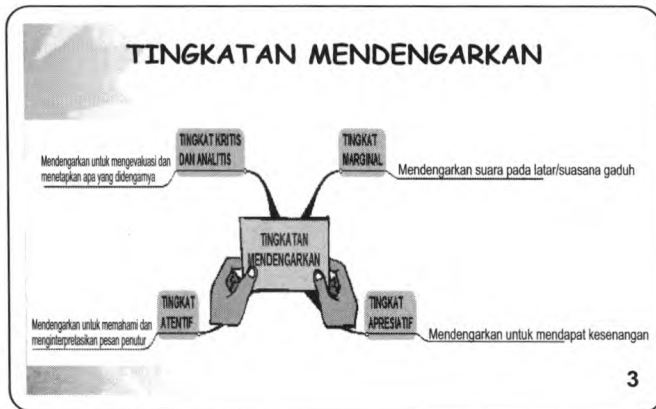 TINGKATAN MENDENGARKAN
TINGKAT KRITIS
DAN ANALITIS
Mendengarkan untuk mengevaluasi dan
menetapkan apa yang didengarnya
TINGKAT
MARGINAL
Mendengarkan suara pada latar/suasana gaduh
TINGKATAN
MENDENGARKAN
TINGKAT
ATENTIF
Mendengarkan untuk memahami dan
menginterpretasikan pesan penutur
TINGKAT
APRESIATIF
Mendengarkan untuk mendapat kesenangan
3